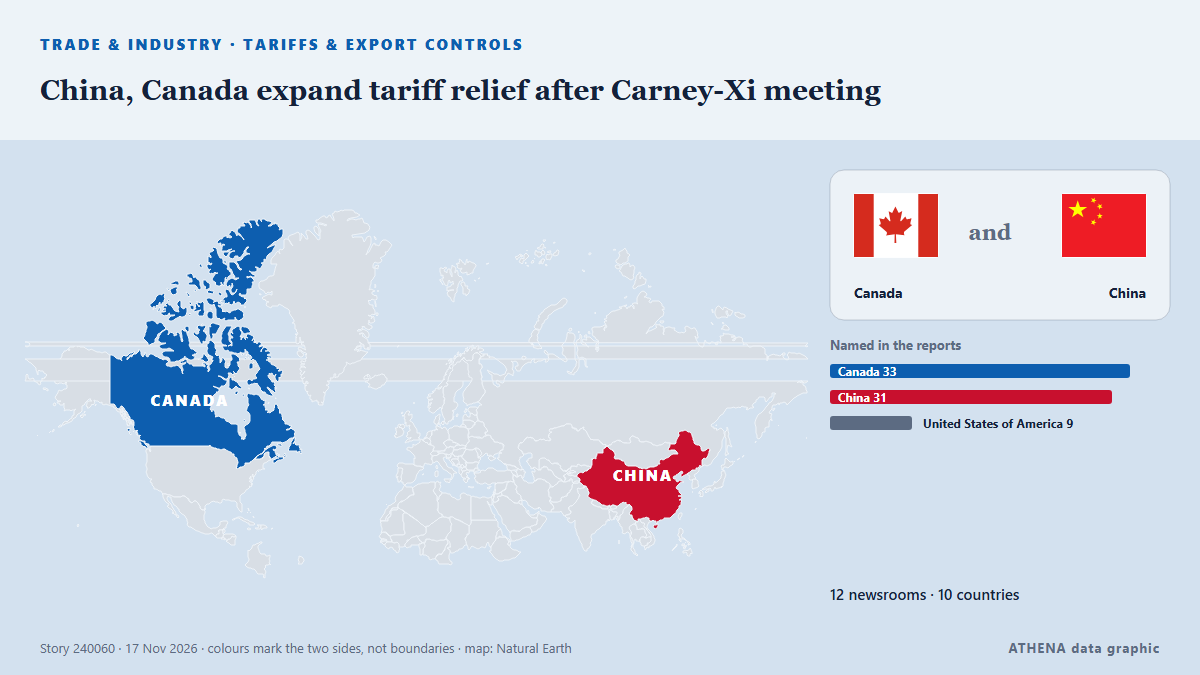 TRADE & INDUSTRY · TARIFFS & EXPORT CONTROLS
China, Canada expand tariff relief after Carney-Xi meeting
CANADA
CHINA
and
Canada
China
Named in the reports
Canada 33
China 31
United States of America 9
12 newsrooms · 10 countries
Story 240060 · 17 Nov 2026 · colours mark the two sides, not boundaries · map: Natural Earth
ATHENA data graphic